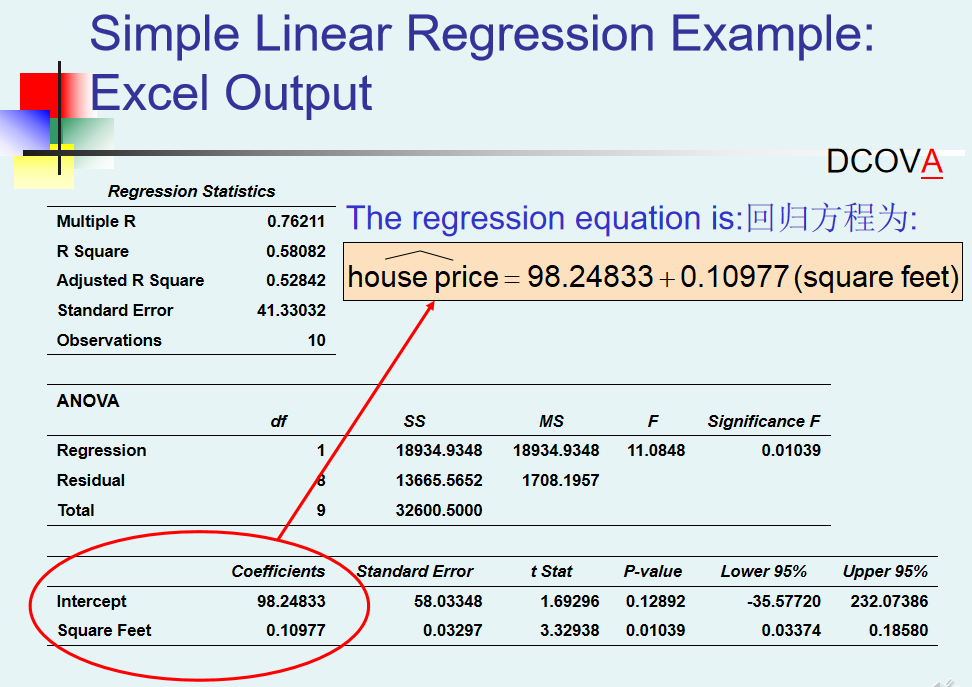 Simple Linear Regression Example:
Excel Output
DCOVA
Regression Statistics
Multiple R 0.76211
R Square 0.58082
Adjusted R Square 0.52842
Standard Error 41.33032
Observations 10
The regression equation is:回归方程为:
house price = 98.24833 + 0.10977 (square feet)
ANOVA
df SS MS F Significance F
Regression 1 18934.9348 18934.9348 11.0848 0.01039
Residual 8 13665.5652 1708.1957
Total 9 32600.5000
Coefficients Standard Error t Stat P-value Lower 95% Upper 95%
Intercept 98.24833 58.03348 1.69296 0.12892 -35.57720 232.07386
Square Feet 0.10977 0.03297 3.32938 0.01039 0.03374 0.18580